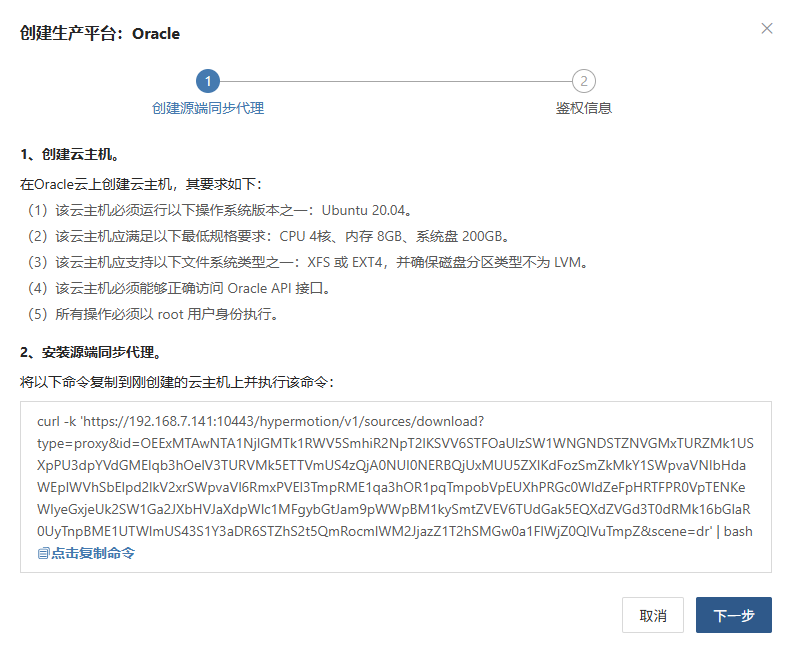 创建生产平台：Oracle
1
2
创建源端同步代理
鉴权信息
1、创建云主机。
在Oracle云上创建云主机，其要求如下：
（1）该云主机必须运行以下操作系统版本之一：Ubuntu 20.04。
（2）该云主机应满足以下最低规格要求：CPU 4核、内存 8GB、系统盘 200GB。
（3）该云主机应支持以下文件系统类型之一：XFS 或 EXT4，并确保磁盘分区类型不为 LVM。
（4）该云主机必须能够正确访问 Oracle API 接口。
（5）所有操作必须以 root 用户身份执行。
2、安装源端同步代理。
将以下命令复制到刚创建的云主机上并执行该命令：
curl -k 'https://192.168.7.141:10443/hypermotion/v1/sources/download?
type=proxy&id=OEExMTAwNTA1NjlGMTk1RWV5SmhiR2NpT2lKSVV6STFOaUlzSW1WNGNDSTZNVGMxTURZMk1US
XpPU3dpYVdGMElqb3hOelV3TURVMk5ETTVmUS4zQjA0NUI0NERBQjUxMUU5ZXlKdFozSmZkMkY1SWpvaVNIbHda
WEpIWVhSbElpd2lkV2xrSWpvaVl6RmxPVEl3TmpRME1qa3hOR1pqTmpobVpEUXhPRGc0WldZeFpHRTFPR0VpTENKe
WIyeGxjeUk2SW1Ga2JXbHVJaXdpWlc1MFgybGtJam9pWWpBM1kySmtZVEV6TUdGak5EQXdZVGd3T0dRMk16bGlaR
0UyTnpBME1UTWlmUS43S1Y3aDR6STZhS2t5QmRocmlWM2JjazZ1T2hSMGw0a1FIWjZ0QlVuTmpZ&scene=dr' | bash
点击复制命令
取消
下一步